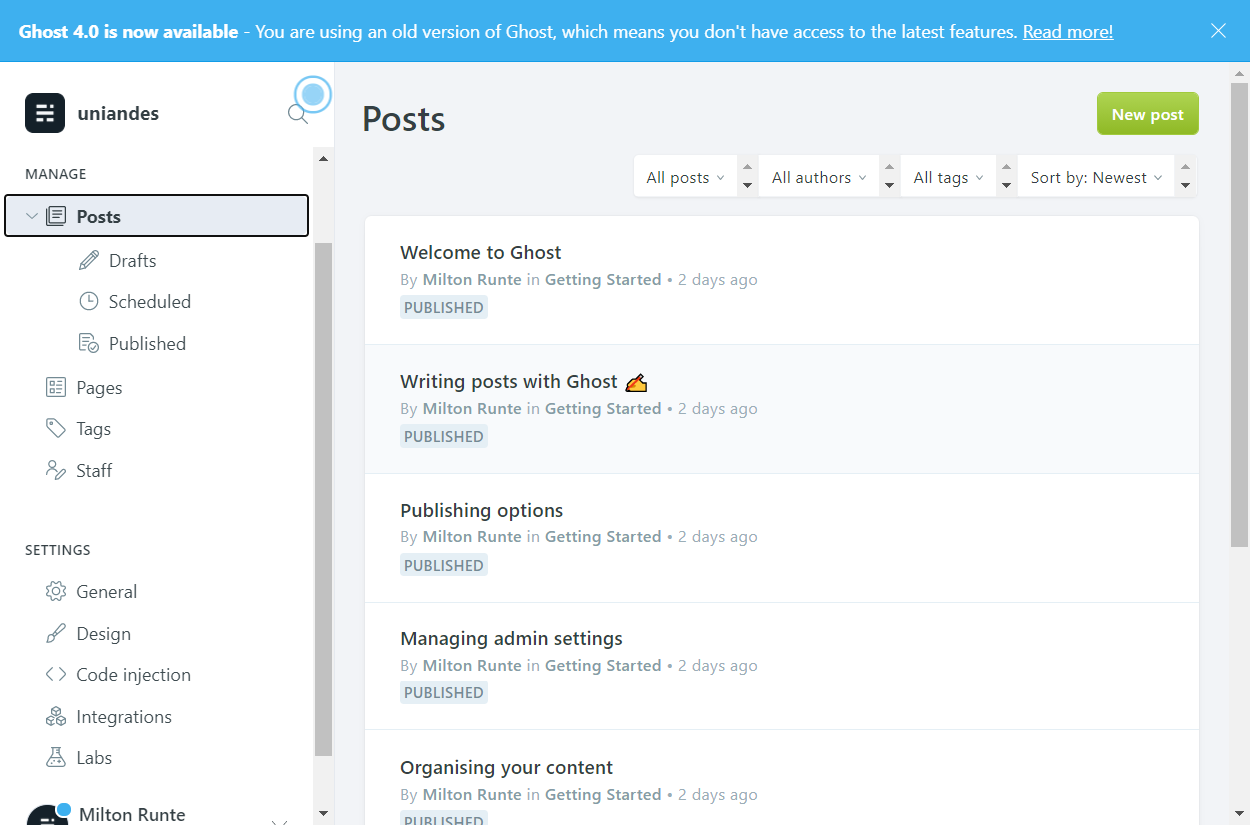 Ghost 4.0 is now available - You are using an old version of Ghost, which means you don't have access to the latest features. Read more!
uniandes
MANAGE
Posts
Drafts
Scheduled
Published
Pages
Tags
Staff
SETTINGS
General
Design
Code injection
Integrations
Labs
Milton Runte
Posts
New post
All posts
All authors
All tags
Sort by: Newest
Welcome to Ghost
By Milton Runte in Getting Started • 2 days ago
PUBLISHED
Writing posts with Ghost ✍️
By Milton Runte in Getting Started • 2 days ago
PUBLISHED
Publishing options
By Milton Runte in Getting Started • 2 days ago
PUBLISHED
Managing admin settings
By Milton Runte in Getting Started • 2 days ago
PUBLISHED
Organising your content
By Milton Runte in Getting Started • 2 days ago
PUBLISHED